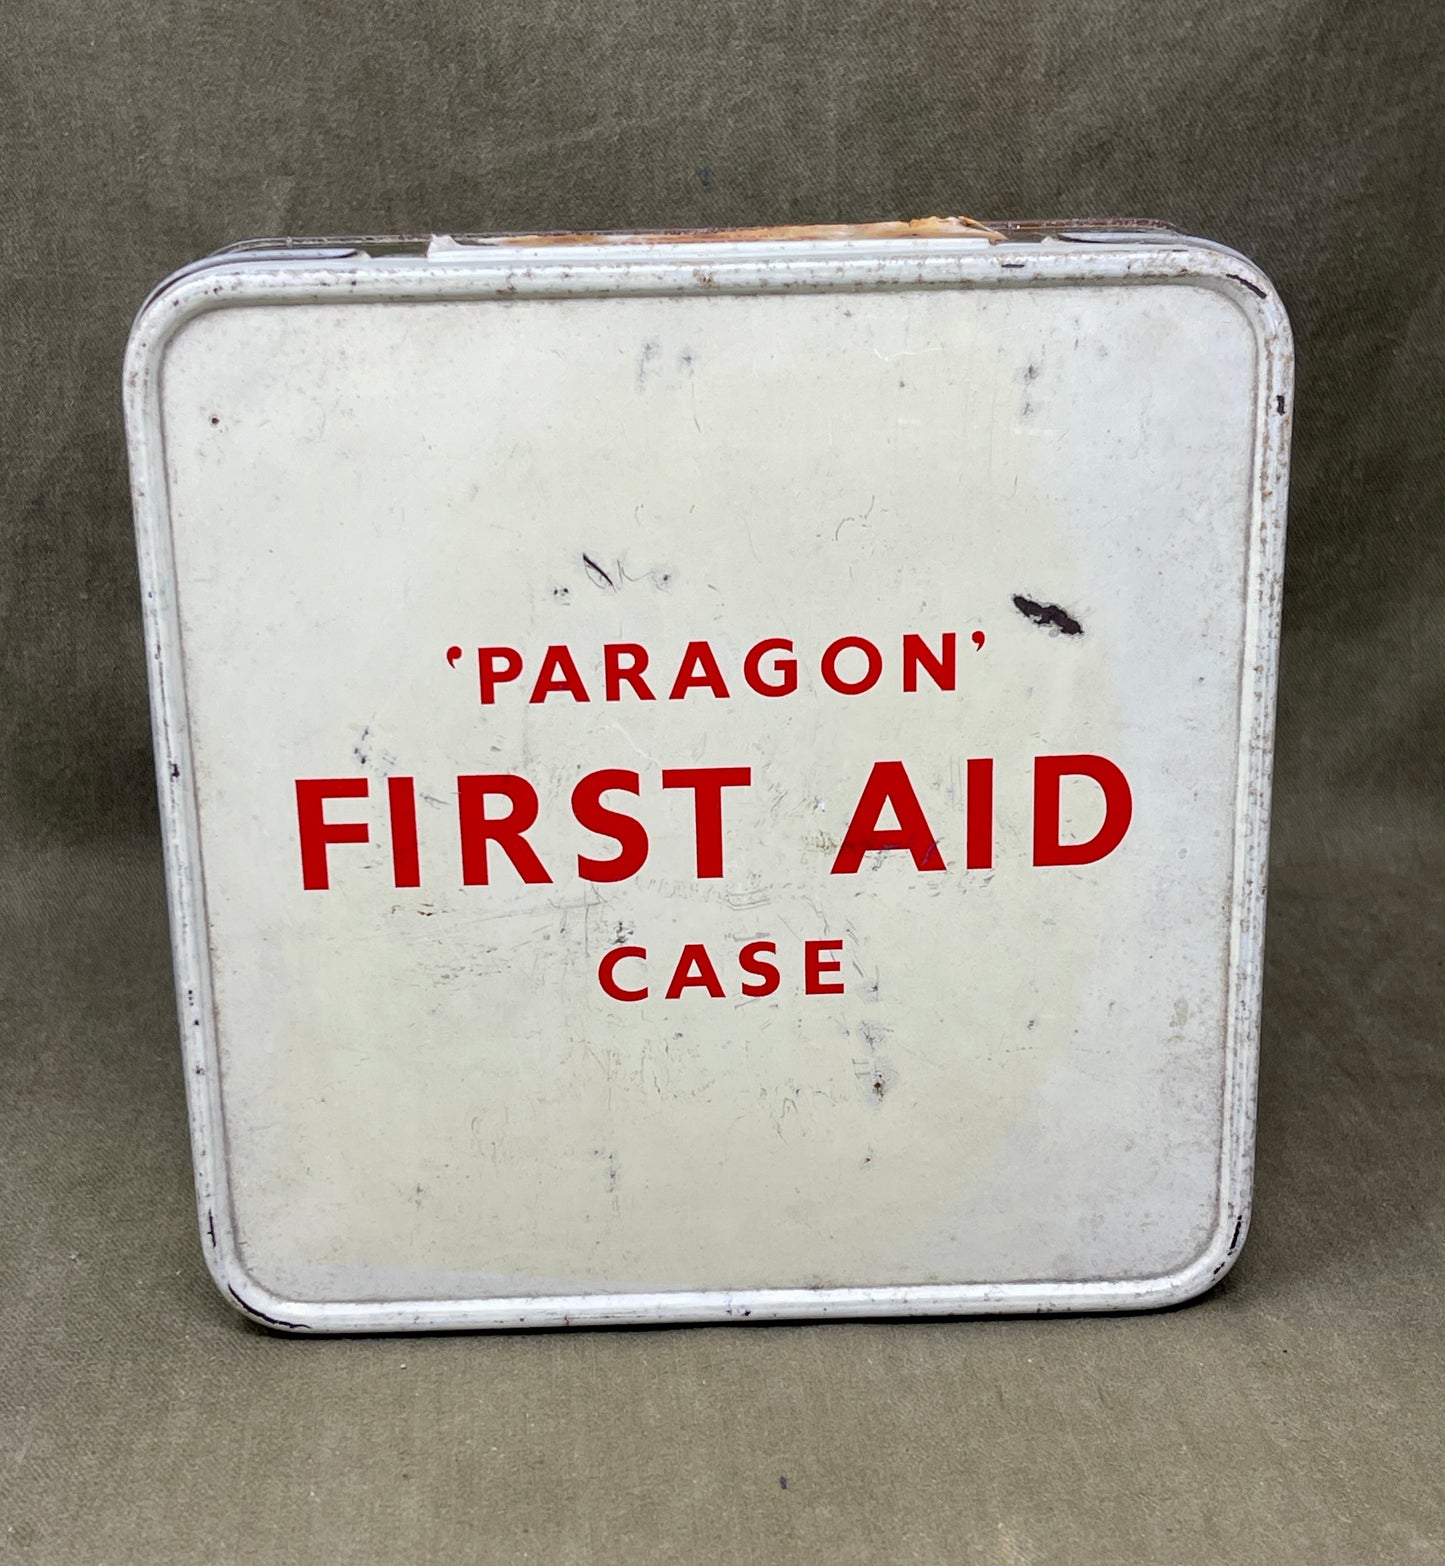 ‘PARAGON’
FIRST AID
CASE